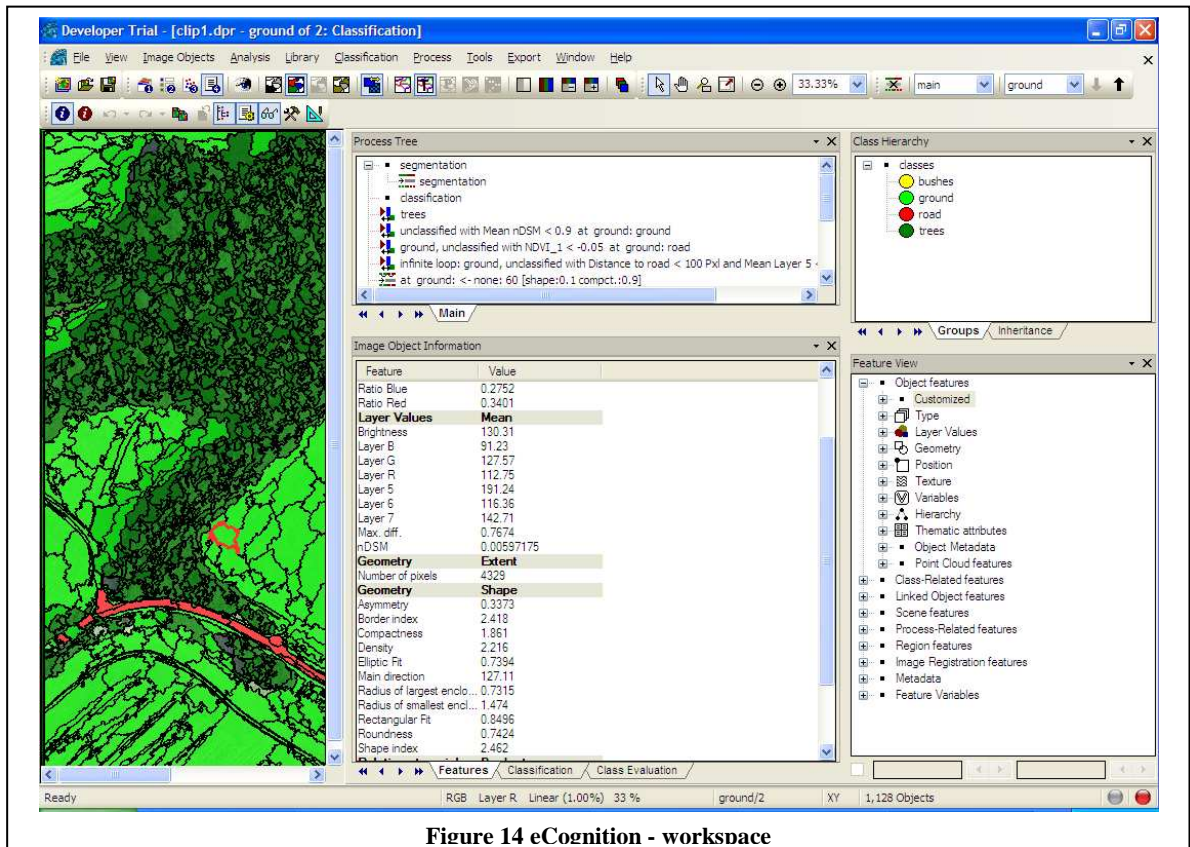 Developer Trial - [clip1.dpr - ground of 2: Classification]
File View Image Objects Analysis Library Classification Process Tools Export Window Help
33.33% main ground
Process Tree
segmentation
segmentation
classification
trees
unclassified with Mean nDSM < 0.9 at ground: ground
ground, unclassified with NDVI_1 < -0.05 at ground: road
infinite loop: ground, unclassified with Distance to road < 100 Pxl and Mean Layer 5
at ground: <- none: 60 [shape:0.1 compct.:0.9]
Main
Class Hierarchy
classes
bushes
ground
road
trees
Groups Inheritance
Image Object Information
Feature Value
Ratio Blue 0.2752
Ratio Red 0.3401
Layer Values Mean
Brightness 130.31
Layer B 91.23
Layer G 127.57
Layer R 112.75
Layer 5 191.24
Layer 6 116.36
Layer 7 142.71
Max. diff. 0.7674
nDSM 0.00597175
Geometry Extent
Number of pixels 4329
Geometry Shape
Asymmetry 0.3373
Border index 2.418
Compactness 1.861
Density 2.216
Elliptic Fit 0.7394
Main direction 127.11
Radius of largest enclo... 0.7315
Radius of smallest encl... 1.474
Rectangular Fit 0.8496
Roundness 0.7424
Shape index 2.462
Features Classification Class Evaluation
Feature View
Object features
Customized
Type
Layer Values
Geometry
Position
Texture
Variables
Hierarchy
Thematic attributes
Object Metadata
Point Cloud features
Class-Related features
Linked Object features
Scene features
Process-Related features
Region features
Image Registration features
Metadata
Feature Variables
Ready RGB Layer R Linear (1.00%) 33 % ground/2 XY 1,128 Objects
Figure 14 eCognition - workspace